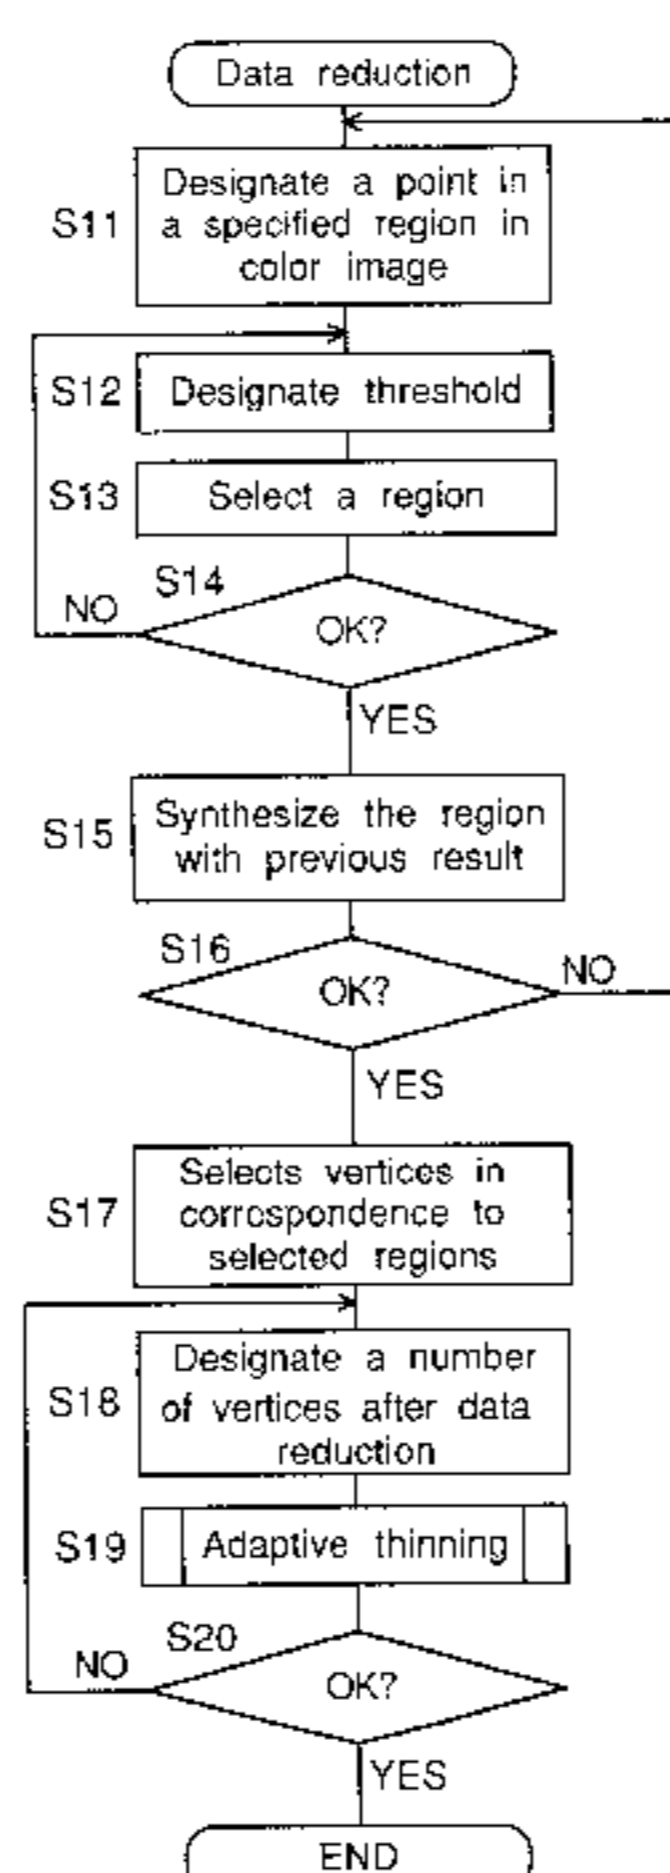 Data reduction
S11
Designate a point in
a specified region in
color image
S12
Designate threshold
S13
Select a region
S14
NO
OK?
YES
S15
Synthesize the region
with previous result
S16
OK?
NO
YES
S17
Selects vertices in
correspondence to
selected regions
S18
Designate a number
of vertices after data
reduction
S19
Adaptive thinning
S20
NO
OK?
YES
END